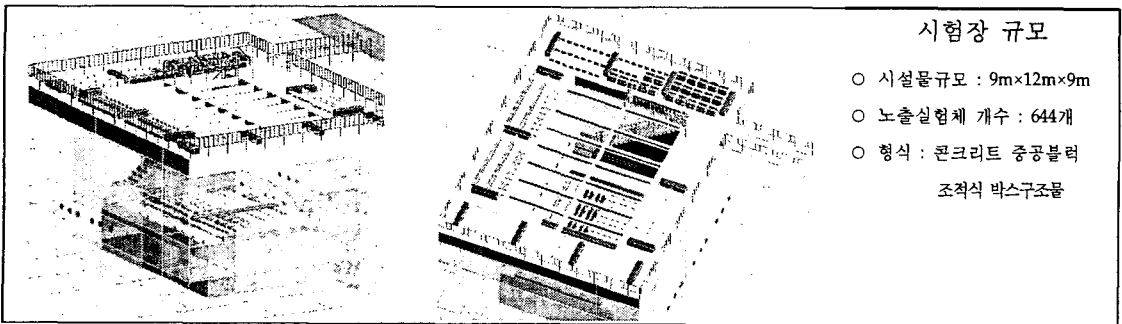 시험장 규모
○ 시설물규모 : 9m×12m×9m
○ 노출실험체 개수 : 644개
○ 형식 : 콘크리트 중공블럭
조적식 박스구조물